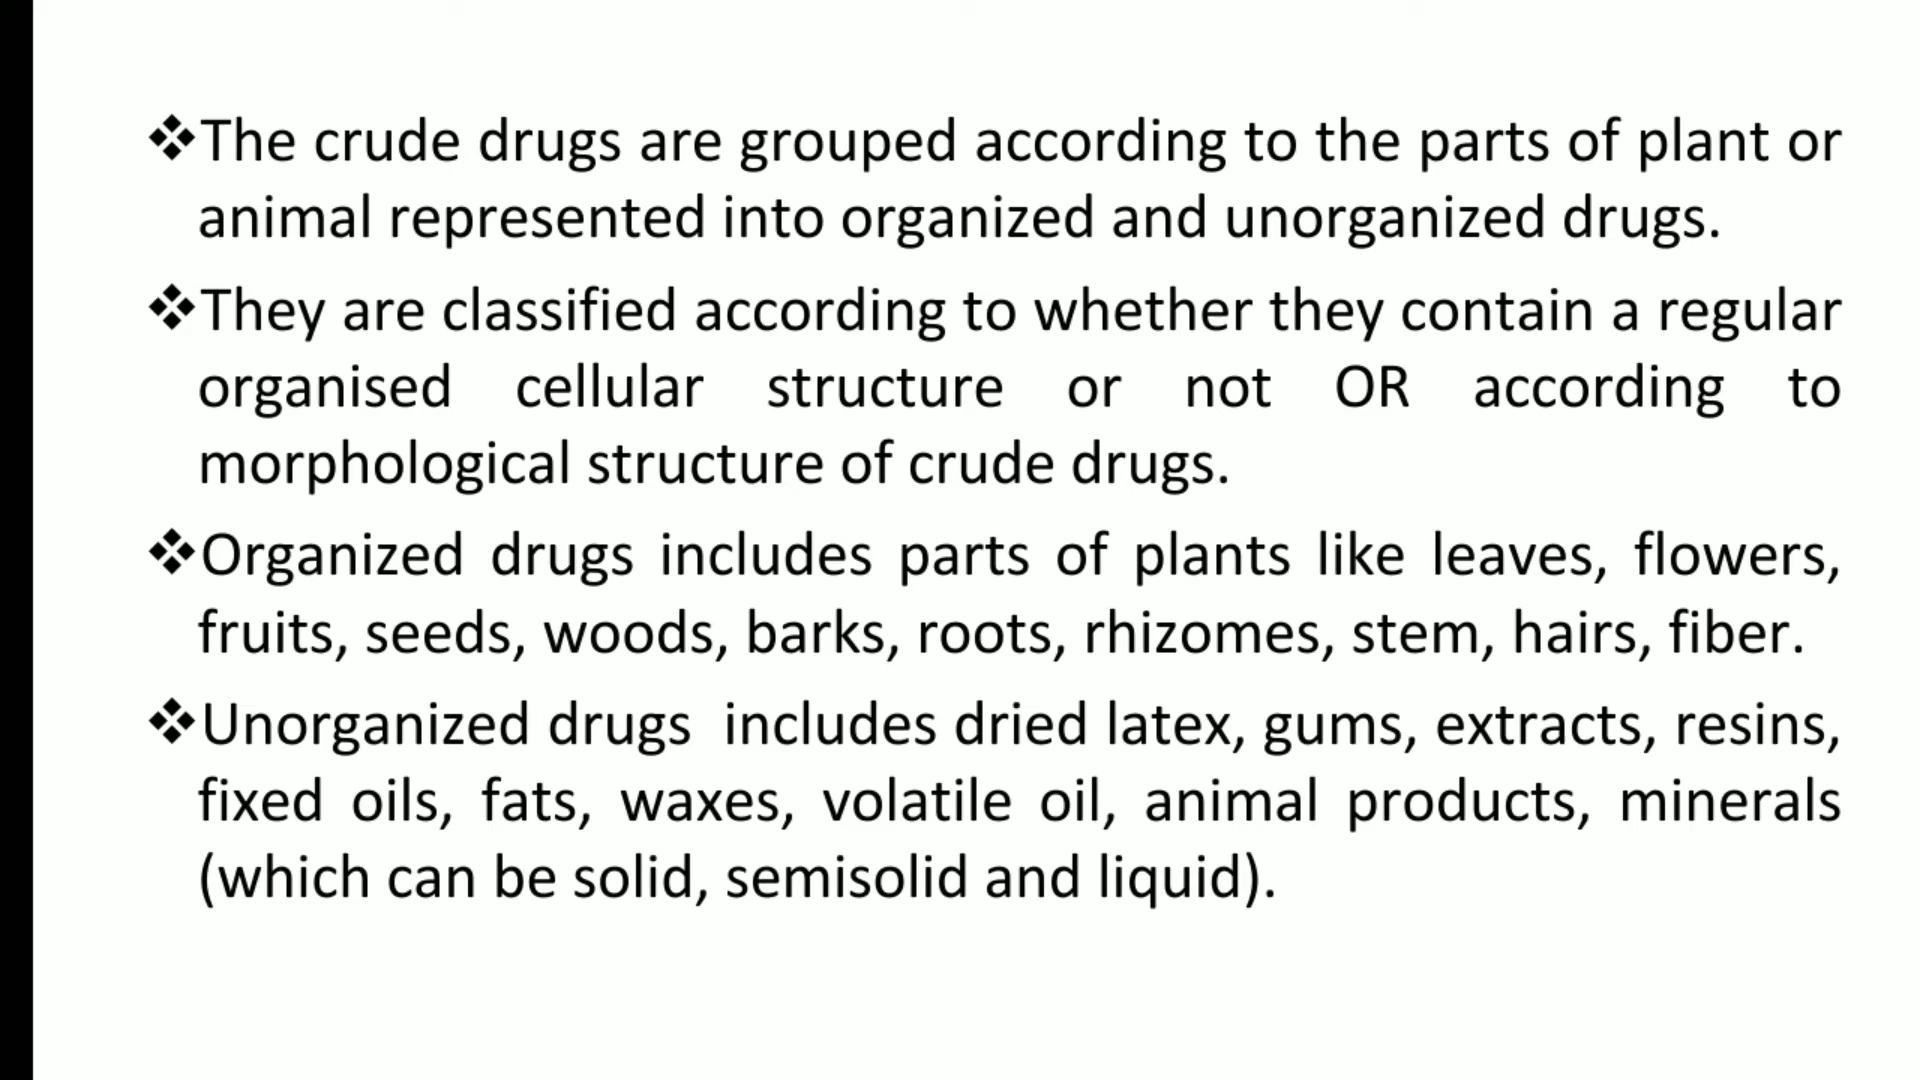 ❖The crude drugs are grouped according to the parts of plant or
animal represented into organized and unorganized drugs.
❖They are classified according to whether they contain a regular
organised cellular structure or not OR according to
morphological structure of crude drugs.
❖Organized drugs includes parts of plants like leaves, flowers,
fruits, seeds, woods, barks, roots, rhizomes, stem, hairs, fiber.
❖Unorganized drugs  includes dried latex, gums, extracts, resins,
fixed oils, fats, waxes, volatile oil, animal products, minerals
(which can be solid, semisolid and liquid).